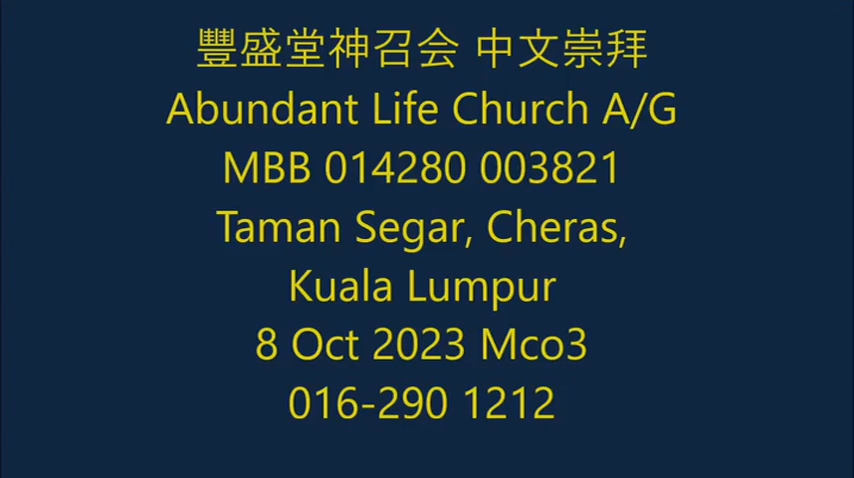 豐盛堂神召会 中文崇拜
Abundant Life Church A/G
MBB 014280 003821
Taman Segar, Cheras,
Kuala Lumpur
8 Oct 2023 Mco3
016-290 1212